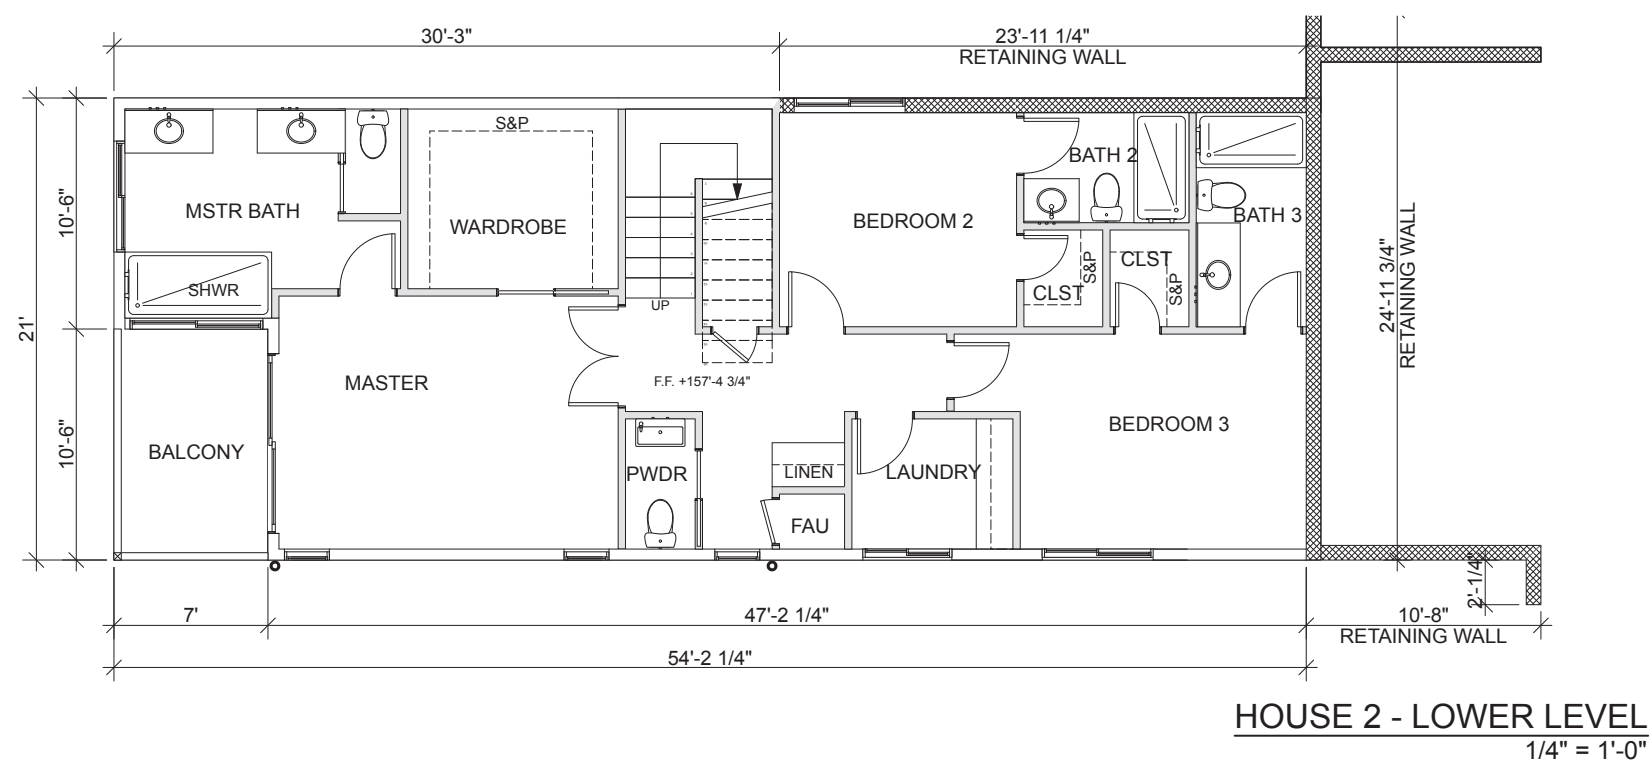 30'-3"
23'-11 1/4"
RETAINING WALL
S&P
BATH 2
MSTR BATH
WARDROBE
BEDROOM 2
BATH 3
10'-6"
21'
24'-11 3/4"
RETAINING WALL
CLST
S&P
CLST
S&P
SHWR
UP
MASTER
F.F. +157'-4 3/4"
BEDROOM 3
BALCONY
10'-6"
PWDR
LINEN
LAUNDRY
FAU
2'-1/4"
7'
47'-2 1/4"
10'-8"
RETAINING WALL
54'-2 1/4"
HOUSE 2 - LOWER LEVEL
1/4" = 1'-0"